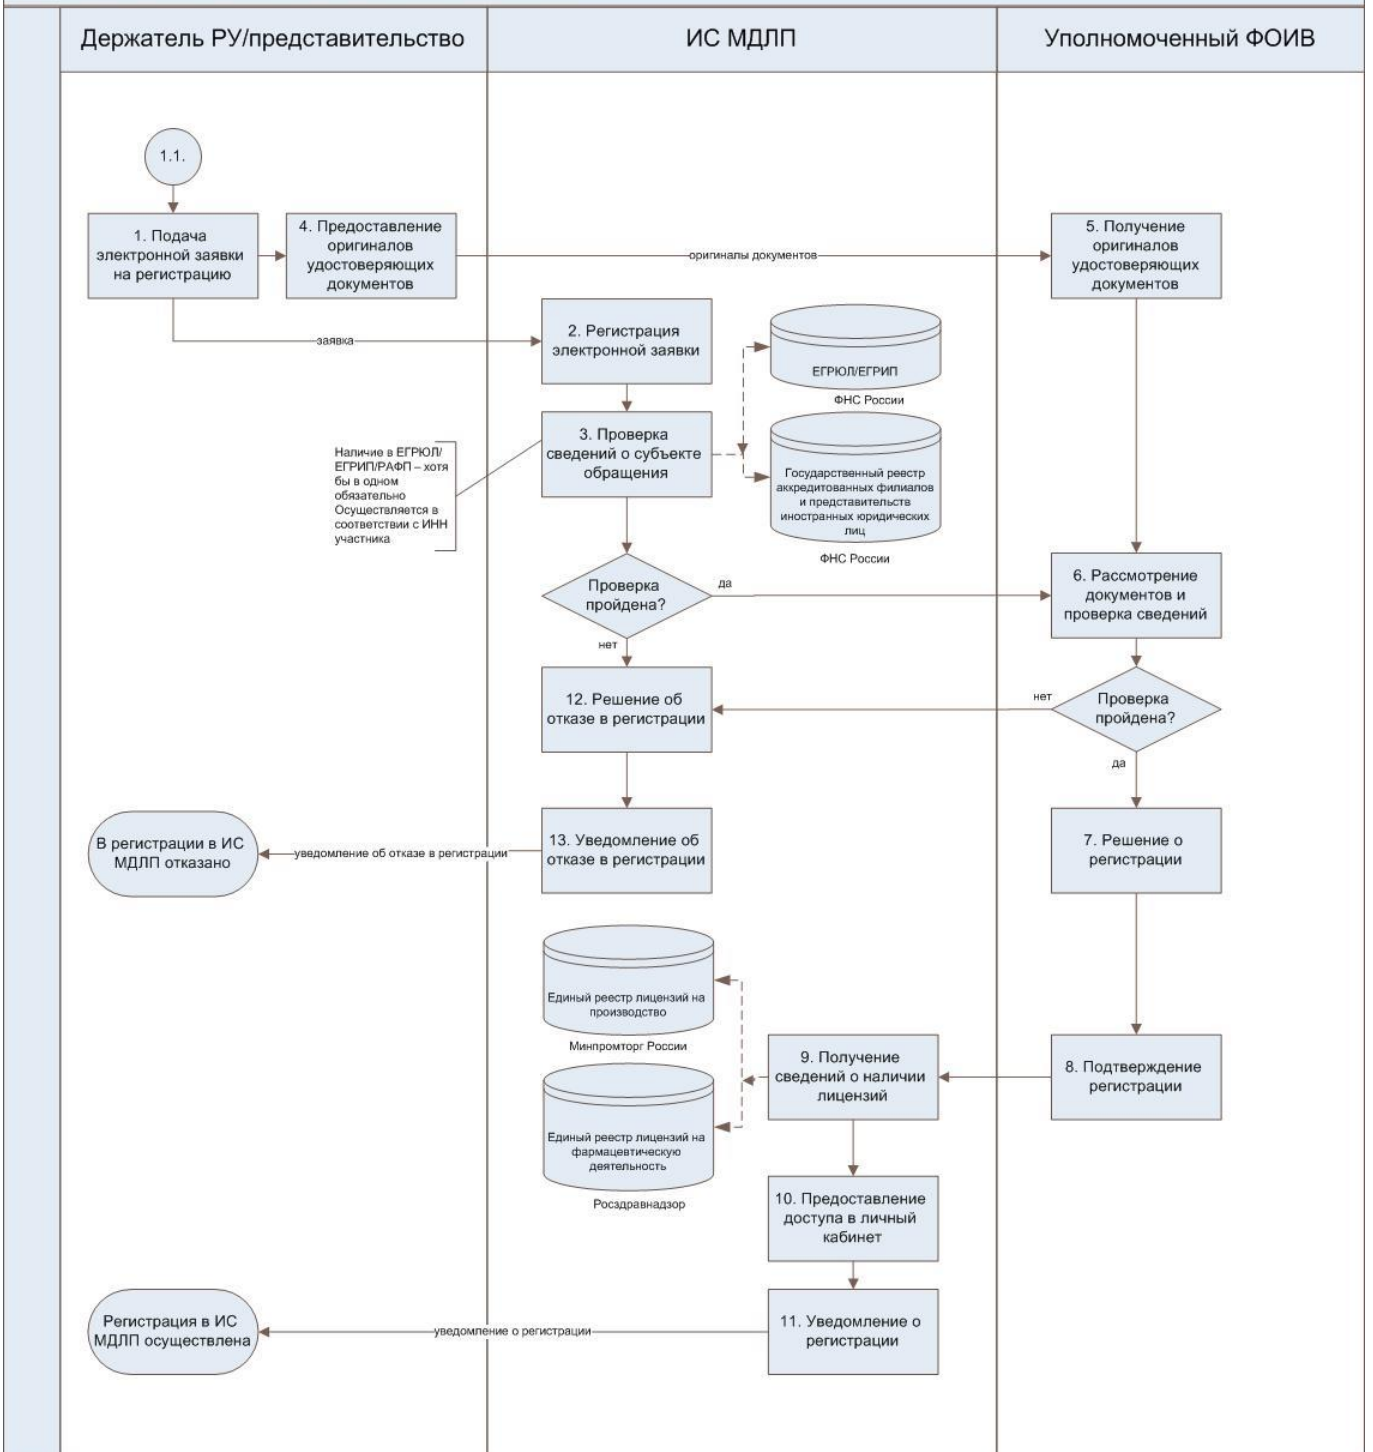 Держатель РУ/представительство
ИС МДЛП
Уполномоченный ФОИВ
1.1.
1. Подача
электронной заявки
на регистрацию
4. Предоставление
оригиналов
удостоверяющих
документов
оригиналы документов
5. Получение
оригиналов
удостоверяющих
документов
заявка
2. Регистрация
электронной заявки
ЕГРЮЛ/ЕГРИП
ФНС России
3. Проверка
сведений о субъекте
обращения
Наличие в ЕГРЮЛ/
ЕГРИП/РАФП – хотя
бы в одном
обязательно
Осуществляется в
соответствии с ИНН
участника
Государственный реестр
аккредитованных филиалов
и представительств
иностранных юридических
лиц
ФНС России
Проверка
пройдена?
да
нет
6. Рассмотрение
документов и
проверка сведений
12. Решение об
отказе в регистрации
нет
Проверка
пройдена?
да
В регистрации в ИС
МДЛП отказано
уведомление об отказе в регистрации
13. Уведомление об
отказе в регистрации
7. Решение о
регистрации
Единый реестр лицензий на
производство
Минпромторг России
9. Получение
сведений о наличии
лицензий
8. Подтверждение
регистрации
Единый реестр лицензий на
фармацевтическую
деятельность
Росздравнадзор
10. Предоставление
доступа в личный
кабинет
Регистрация в ИС
МДЛП осуществлена
уведомление о регистрации
11. Уведомление о
регистрации